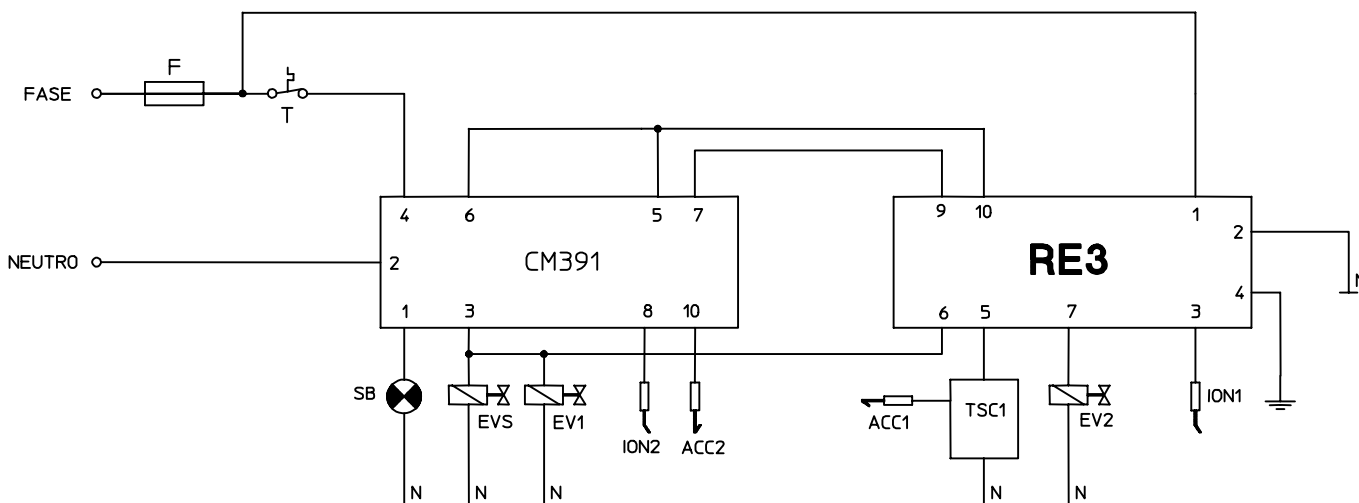 F
FASE
T
4 6 5 7
9 10 1
2
NEUTRO
2
CM391
RE3
4
1 3 8 10
6 5 7 3
SB
EVS
EV1
ION2
ACC2
ACC1
TSC1
EV2
ION1
N
N N N
N N